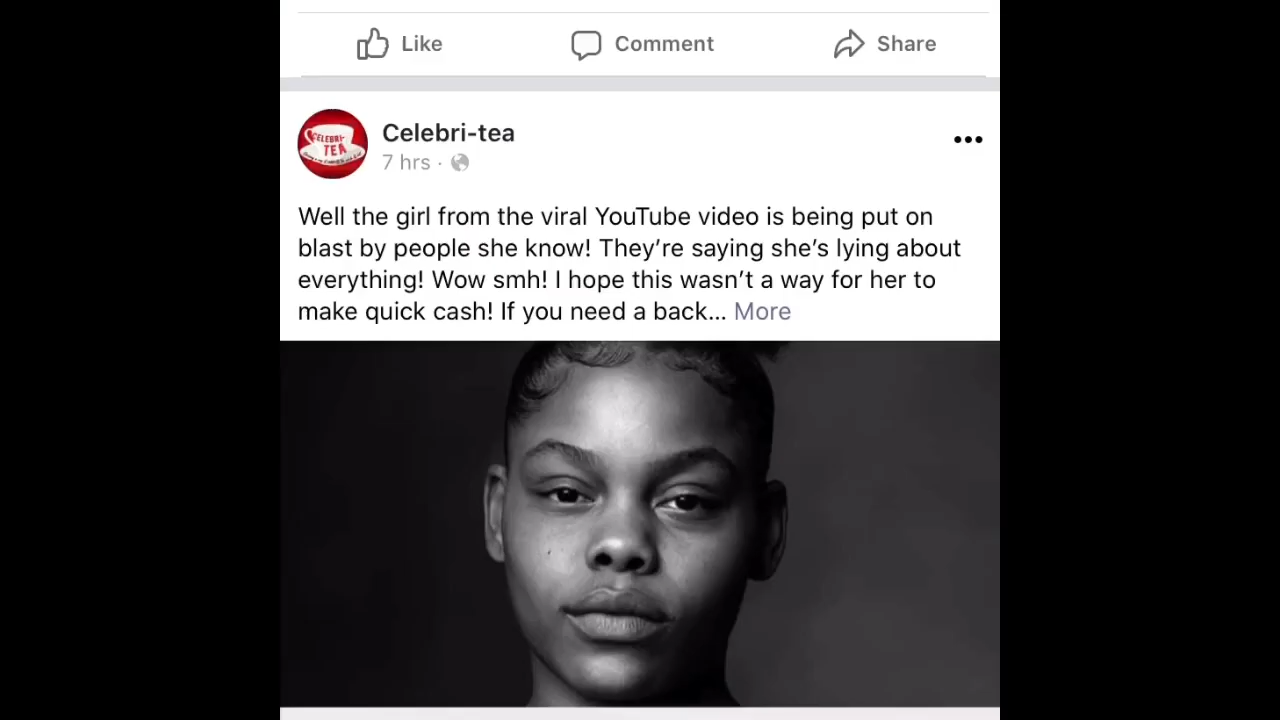 Like
Comment
Share
CELEBRI-
TEA
Celebri-tea
7 hrs ·
Well the girl from the viral YouTube video is being put on
blast by people she know! They’re saying she’s lying about
everything! Wow smh! I hope this wasn’t a way for her to
make quick cash! If you need a back... More